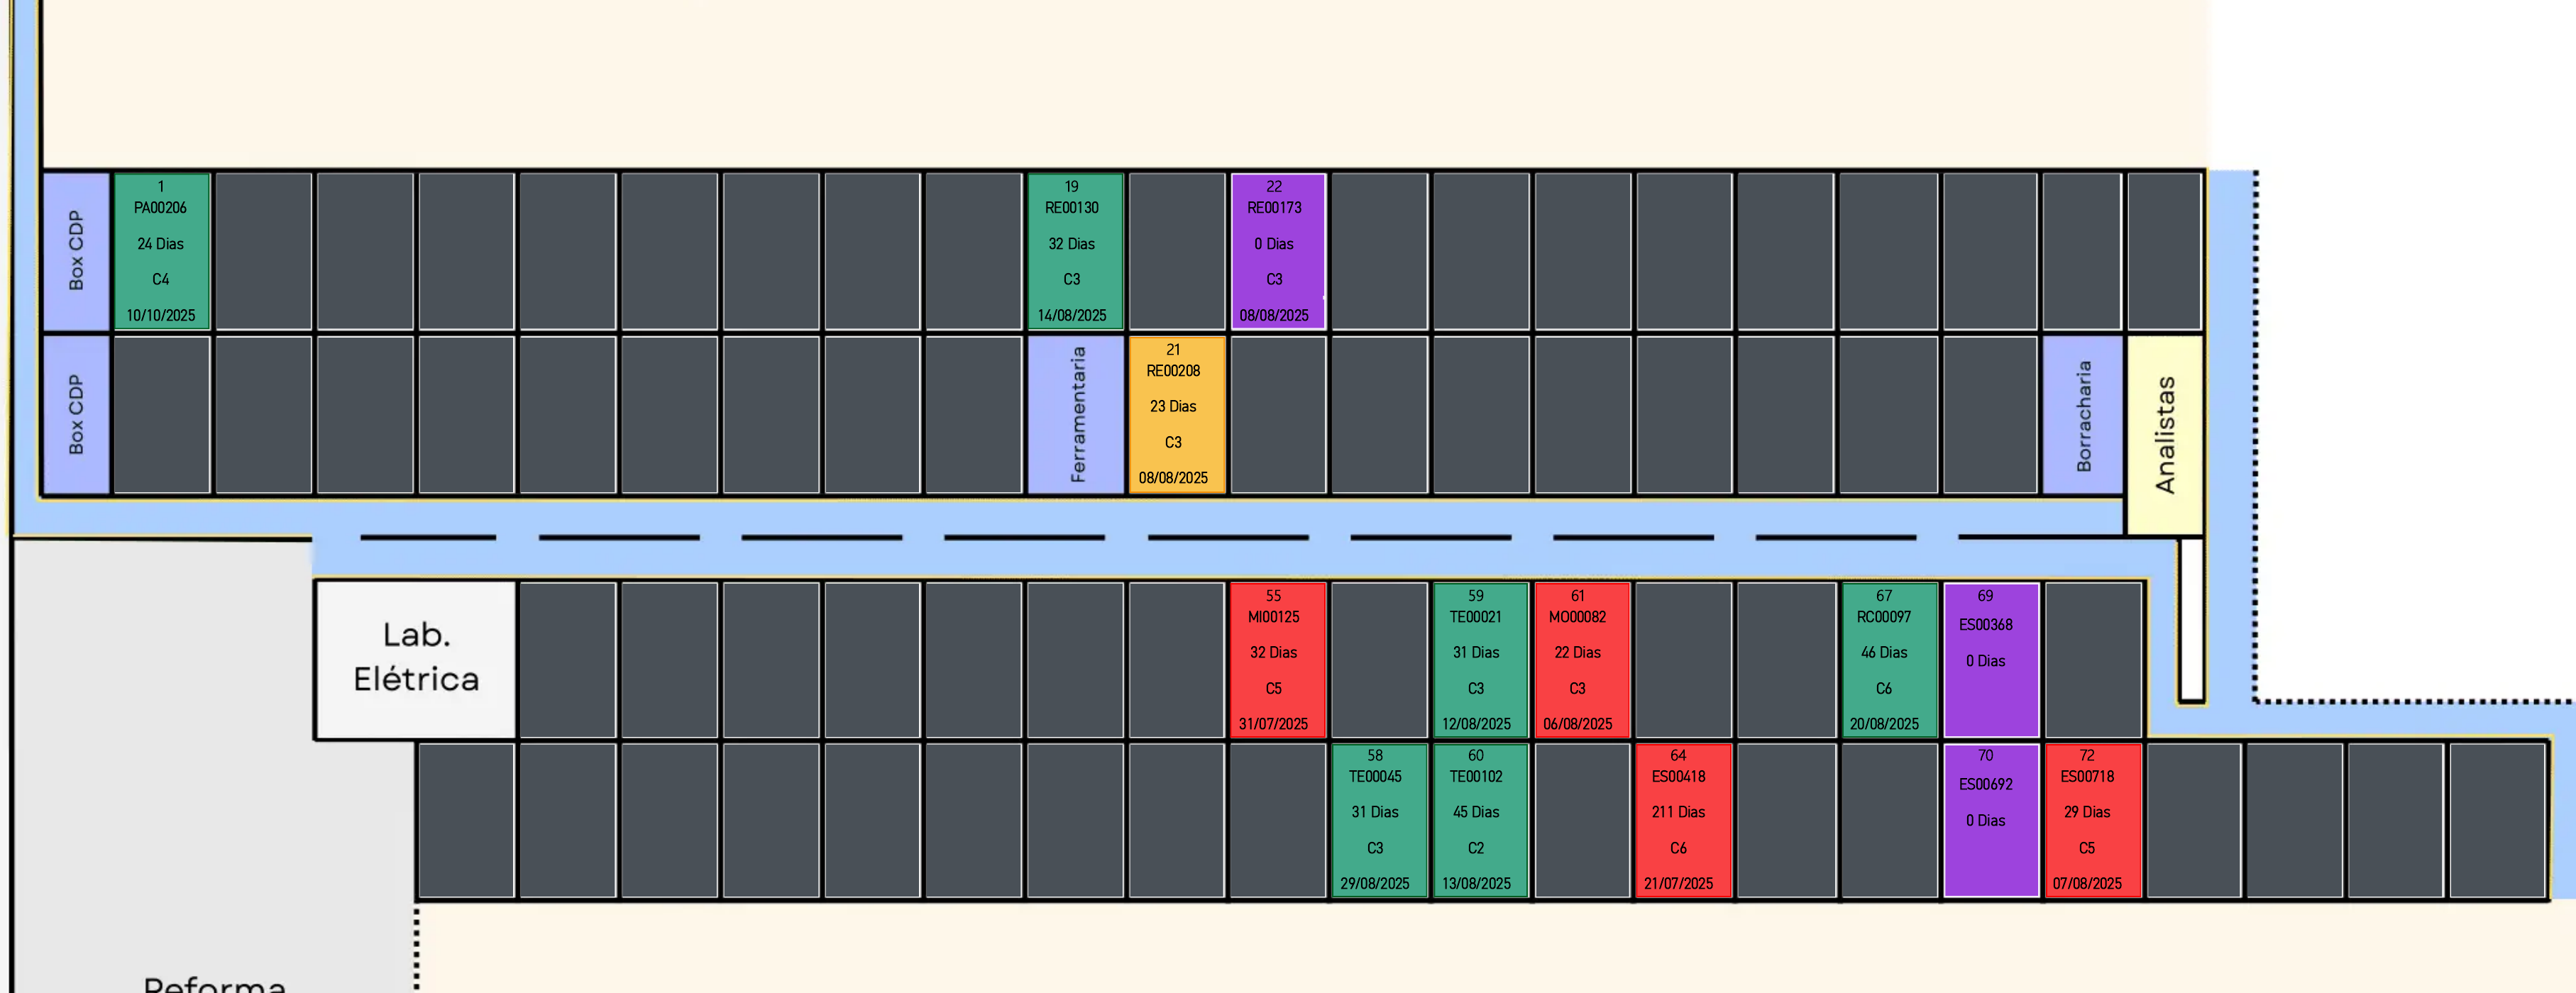 Box CDP
1
PA00206
24 Dias
C4
10/10/2025
19
RE00130
32 Dias
C3
14/08/2025
22
RE00173
0 Dias
C3
08/08/2025
Box CDP
Ferramentaria
21
RE00208
23 Dias
C3
08/08/2025
Borracharia
Analistas
Lab.
Elétrica
55
MI00125
32 Dias
C5
31/07/2025
59
TE00021
31 Dias
C3
12/08/2025
61
MO00082
22 Dias
C3
06/08/2025
67
RC00097
46 Dias
C6
20/08/2025
69
ES00368
0 Dias
58
TE00045
31 Dias
C3
29/08/2025
60
TE00102
45 Dias
C2
13/08/2025
64
ES00418
211 Dias
C6
21/07/2025
70
ES00692
0 Dias
72
ES00718
29 Dias
C5
07/08/2025
Reforma